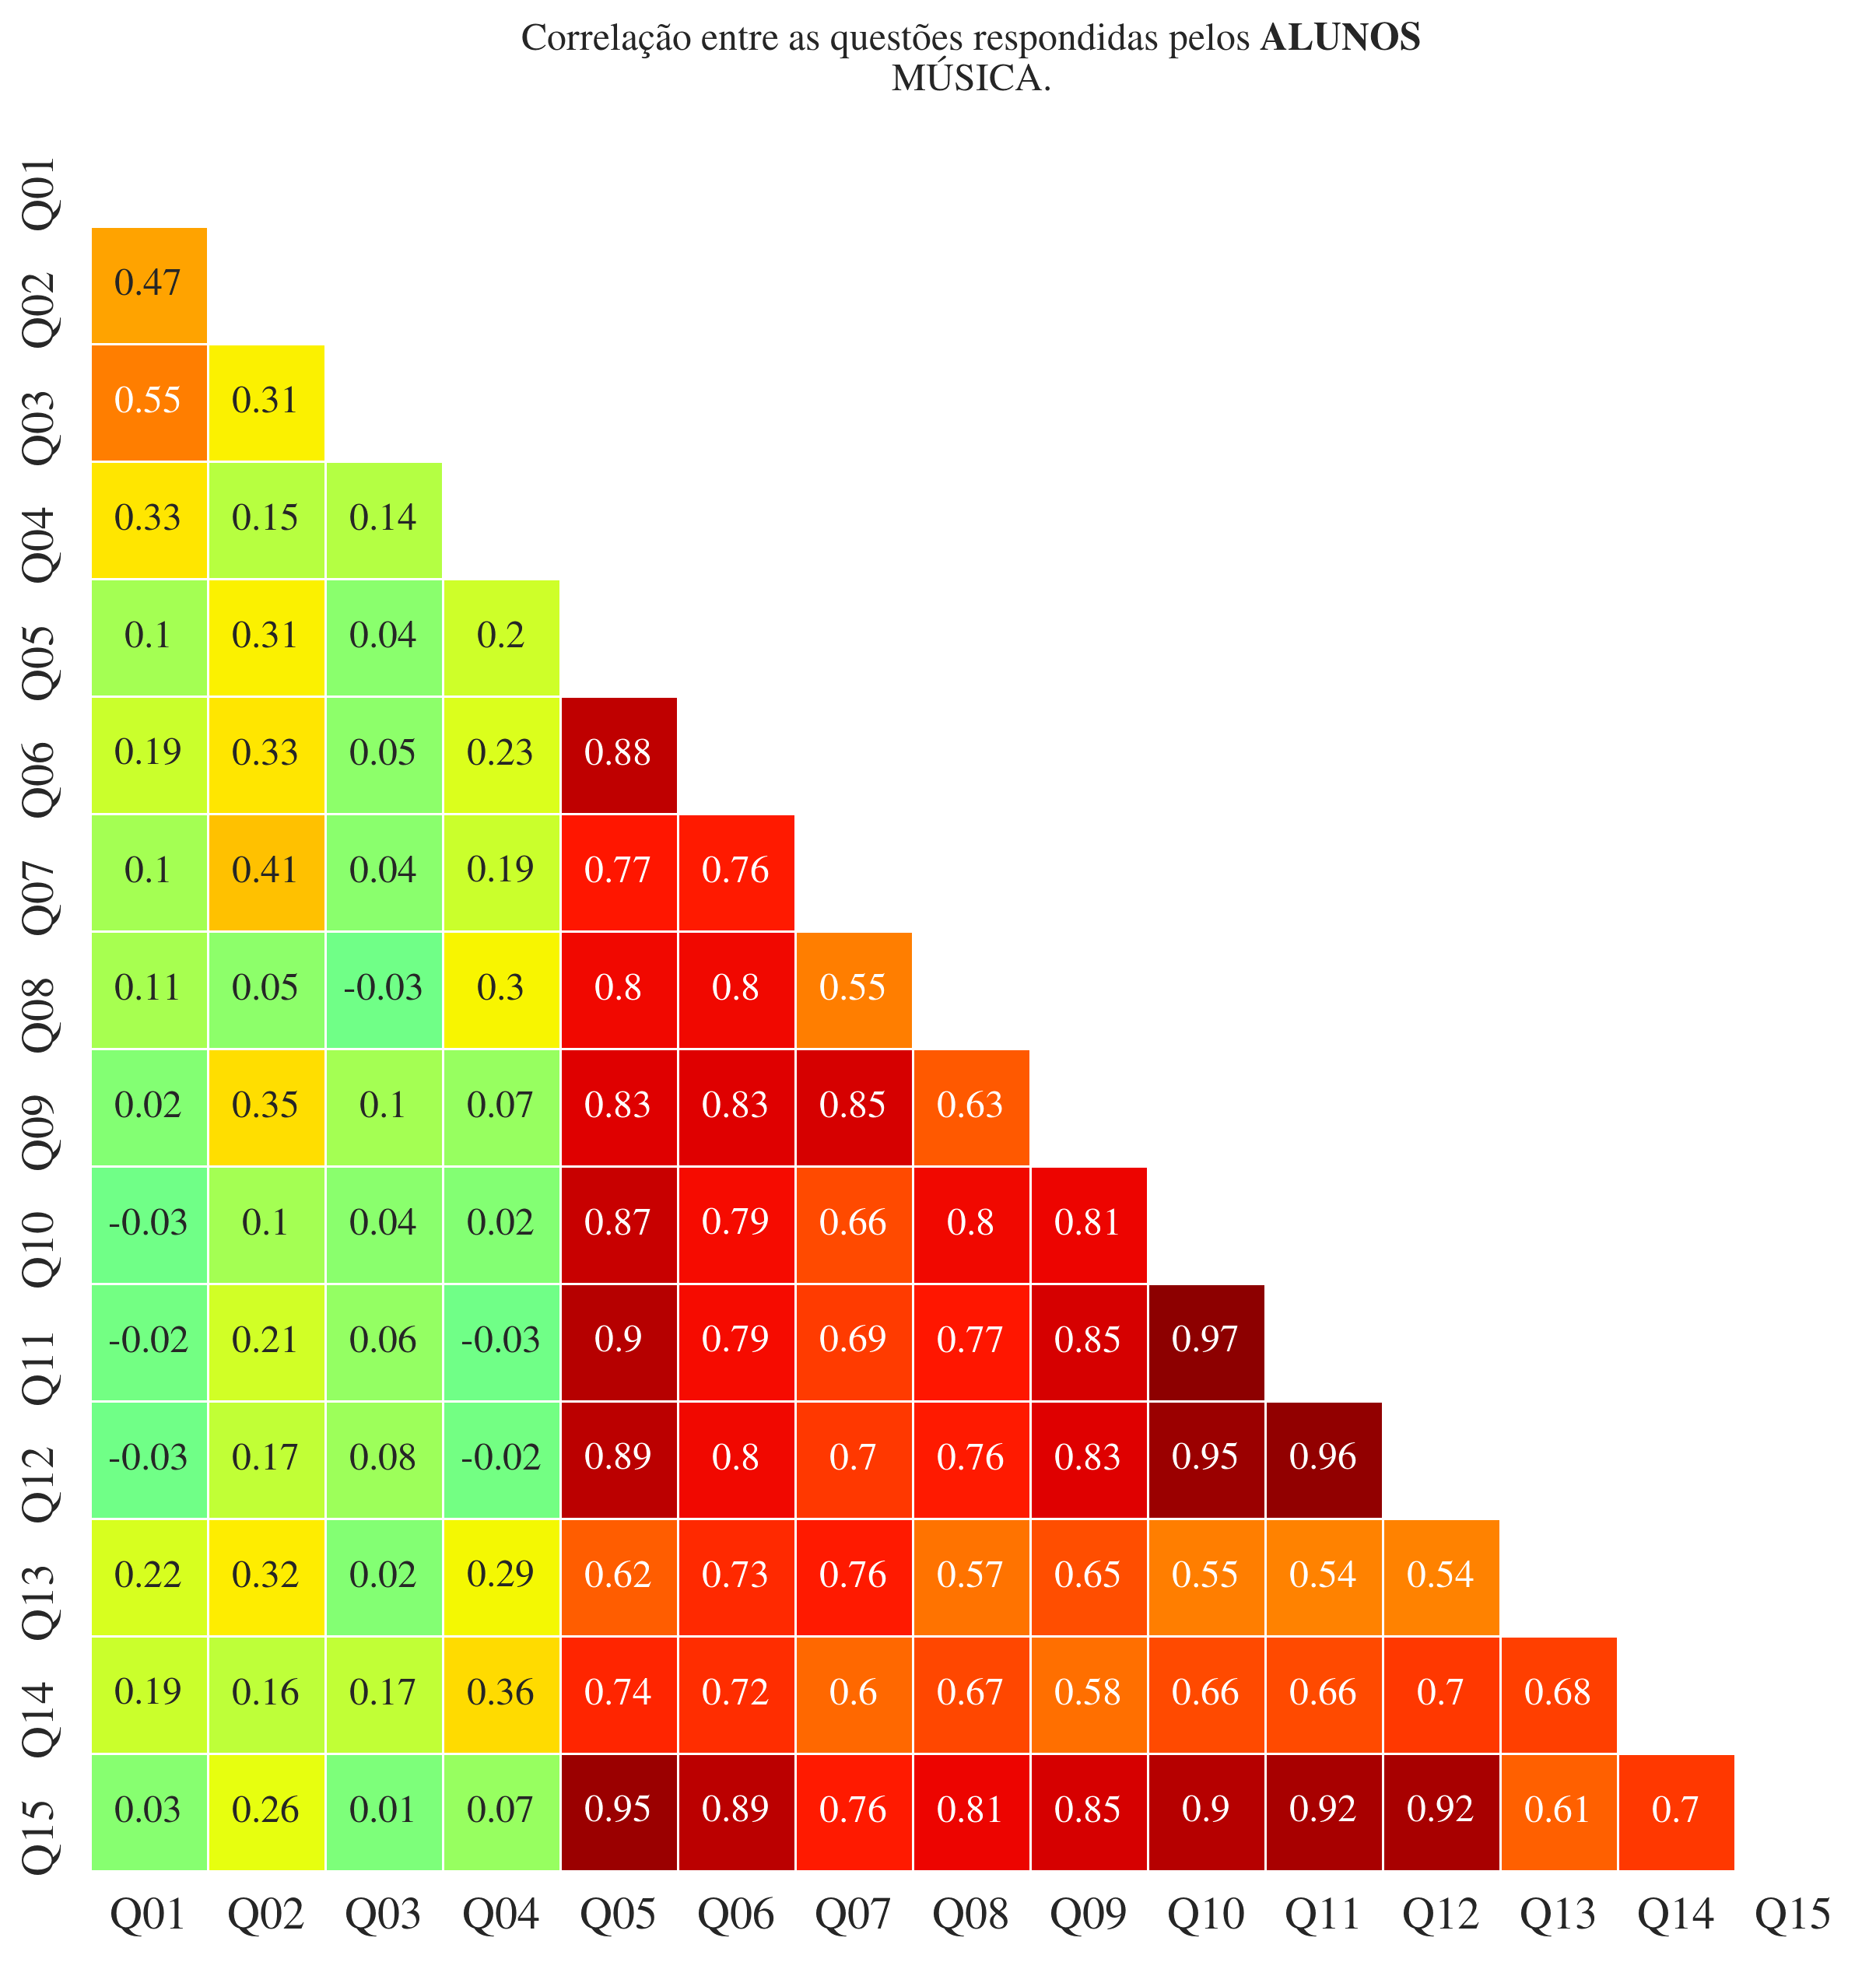 Correlação entre as questões respondidas pelos ALUNOS
MÚSICA.
Q01
Q02 0.47
Q03 0.55 0.31
Q04 0.33 0.15 0.14
Q05 0.1 0.31 0.04 0.2
Q06 0.19 0.33 0.05 0.23 0.88
Q07 0.1 0.41 0.04 0.19 0.77 0.76
Q08 0.11 0.05 -0.03 0.3 0.8 0.8 0.55
Q09 0.02 0.35 0.1 0.07 0.83 0.83 0.85 0.63
Q10 -0.03 0.1 0.04 0.02 0.87 0.79 0.66 0.8 0.81
Q11 -0.02 0.21 0.06 -0.03 0.9 0.79 0.69 0.77 0.85 0.97
Q12 -0.03 0.17 0.08 -0.02 0.89 0.8 0.7 0.76 0.83 0.95 0.96
Q13 0.22 0.32 0.02 0.29 0.62 0.73 0.76 0.57 0.65 0.55 0.54 0.54
Q14 0.19 0.16 0.17 0.36 0.74 0.72 0.6 0.67 0.58 0.66 0.66 0.7 0.68
Q15 0.03 0.26 0.01 0.07 0.95 0.89 0.76 0.81 0.85 0.9 0.92 0.92 0.61 0.7
Q01 Q02 Q03 Q04 Q05 Q06 Q07 Q08 Q09 Q10 Q11 Q12 Q13 Q14 Q15